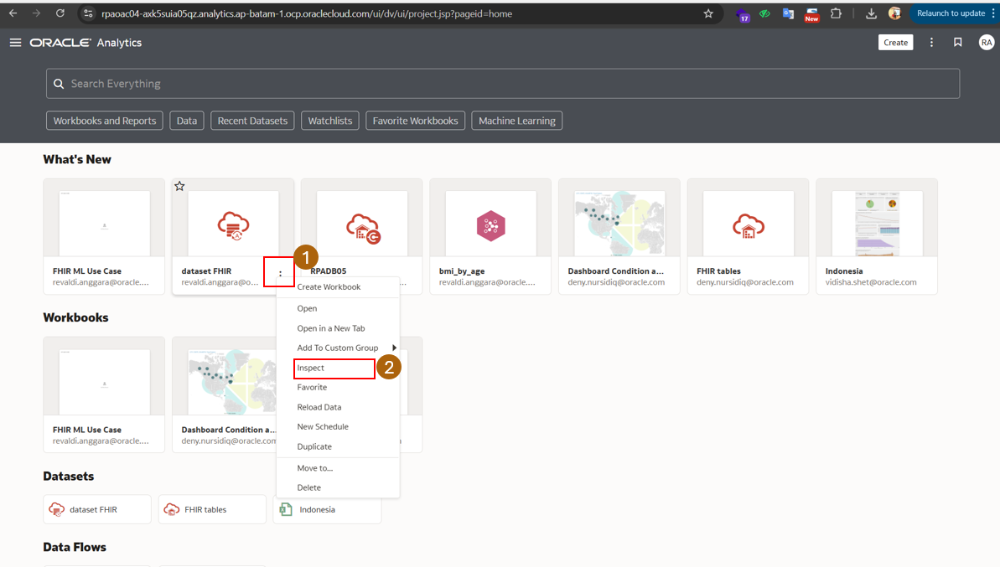 rpaoac04-axk5suia05qz.analytics.ap-batam-1.ocp.oraclecloud.com/ui/dv/ui/project.jsp?pageid=home
17
New
Relaunch to update
ORACLE Analytics
Create
RA
Search Everything
Workbooks and Reports
Data
Recent Datasets
Watchlists
Favorite Workbooks
Machine Learning
What's New
FHIR ML Use Case
revaldi.anggara@oracle....
dataset FHIR
revaldi.anggara@o...
1
RPADB05
bmi_by_age
revaldi.anggara@oracle....
Dashboard Condition a...
deny.nursidiq@oracle.com
FHIR tables
deny.nursidiq@oracle.com
Indonesia
vidisha.shet@oracle.com
Create Workbook
Open
Open in a New Tab
Add To Custom Group
Inspect
2
Favorite
Reload Data
New Schedule
Duplicate
Move to...
Delete
Workbooks
FHIR ML Use Case
revaldi.anggara@oracle....
Dashboard Condition a...
deny.nursidiq@oracle.com
Datasets
dataset FHIR
FHIR tables
Indonesia
Data Flows